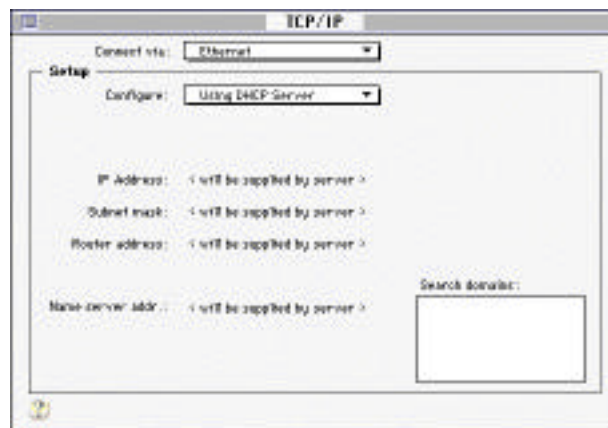 TCP/IP
Connect via: Ethernet
Setup
Configure: Using DHCP Server
IP Address: < will be supplied by server >
Subnet mask: < will be supplied by server >
Router address: < will be supplied by server >
Search domains:
Name server addr.: < will be supplied by server >
?